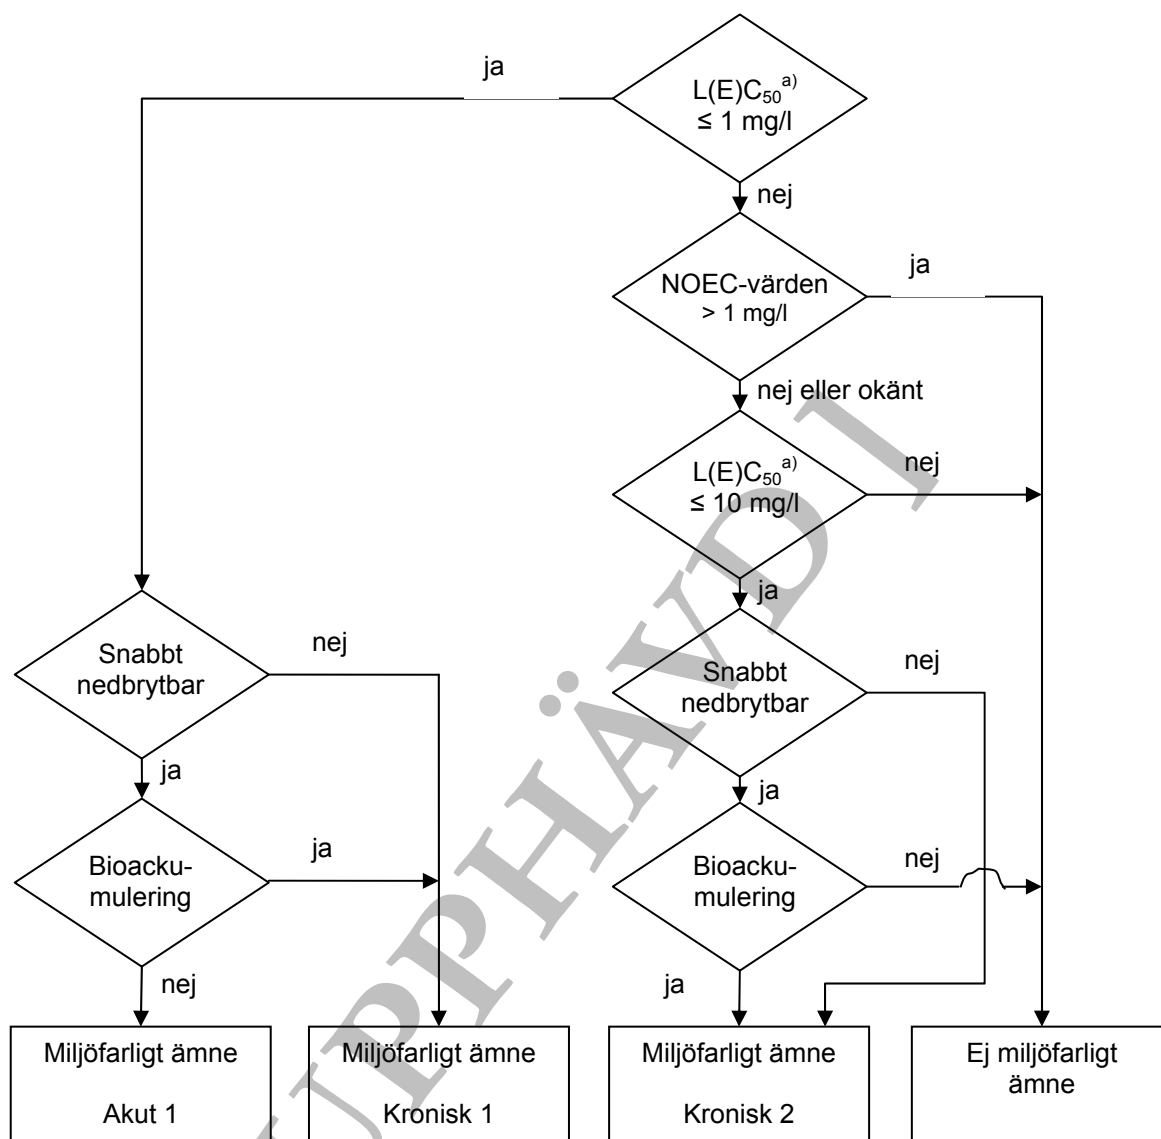 ja
L(E)C50a)
≤ 1 mg/l
nej
NOEC-värden
> 1 mg/l
ja
nej eller okänt
L(E)C50a)
≤ 10 mg/l
nej
ja
Snabbt
nedbrytbar
nej
ja
Snabbt
nedbrytbar
nej
ja
Bioacku-
mulering
ja
nej
Bioacku-
mulering
nej
ja
Miljöfarligt ämne
Akut 1
Miljöfarligt ämne
Kronisk 1
Miljöfarligt ämne
Kronisk 2
Ej miljöfarligt
ämne
UPPHÄVD I